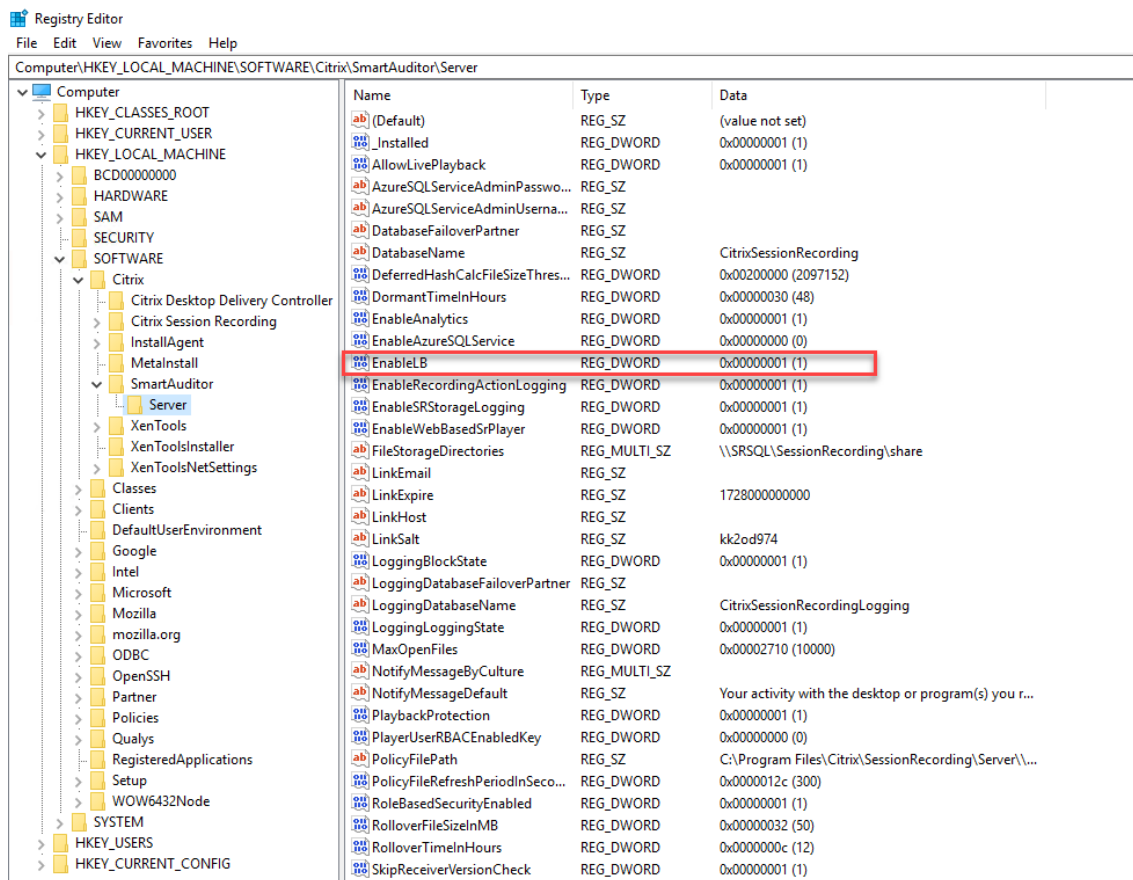 Registry Editor
File Edit View Favorites Help
Computer\HKEY_LOCAL_MACHINE\SOFTWARE\Citrix\SmartAuditor\Server
Computer
HKEY_CLASSES_ROOT
HKEY_CURRENT_USER
HKEY_LOCAL_MACHINE
BCD00000000
HARDWARE
SAM
SECURITY
SOFTWARE
Citrix
Citrix Desktop Delivery Controller
Citrix Session Recording
InstallAgent
MetaInstall
SmartAuditor
Server
XenTools
XenToolsInstaller
XenToolsNetSettings
Classes
Clients
DefaultUserEnvironment
Google
Intel
Microsoft
Mozilla
mozilla.org
ODBC
OpenSSH
Partner
Policies
Qualys
RegisteredApplications
Setup
WOW6432Node
SYSTEM
HKEY_USERS
HKEY_CURRENT_CONFIG
Name Type Data
(Default) REG_SZ (value not set)
_Installed REG_DWORD 0x00000001 (1)
AllowLivePlayback REG_DWORD 0x00000001 (1)
AzureSQLServiceAdminPasswo... REG_SZ
AzureSQLServiceAdminUserna... REG_SZ
DatabaseFailoverPartner REG_SZ
DatabaseName REG_SZ CitrixSessionRecording
DeferredHashCalcFileSizeThres... REG_DWORD 0x00200000 (2097152)
DormantTimeInHours REG_DWORD 0x00000030 (48)
EnableAnalytics REG_DWORD 0x00000001 (1)
EnableAzureSQLService REG_DWORD 0x00000000 (0)
EnableLB REG_DWORD 0x00000001 (1)
EnableRecordingActionLogging REG_DWORD 0x00000001 (1)
EnableSRStorageLogging REG_DWORD 0x00000001 (1)
EnableWebBasedSrPlayer REG_DWORD 0x00000001 (1)
FileStorageDirectories REG_MULTI_SZ \\SRSQL\SessionRecording\share
LinkEmail REG_SZ
LinkExpire REG_SZ 1728000000000
LinkHost REG_SZ
LinkSalt REG_SZ kk2od974
LoggingBlockState REG_DWORD 0x00000001 (1)
LoggingDatabaseFailoverPartner REG_SZ
LoggingDatabaseName REG_SZ CitrixSessionRecordingLogging
LoggingLoggingState REG_DWORD 0x00000001 (1)
MaxOpenFiles REG_DWORD 0x00002710 (10000)
NotifyMessageByCulture REG_MULTI_SZ
NotifyMessageDefault REG_SZ Your activity with the desktop or program(s) you r...
PlaybackProtection REG_DWORD 0x00000001 (1)
PlayerUserRBACEnabledKey REG_DWORD 0x00000000 (0)
PolicyFilePath REG_SZ C:\Program Files\Citrix\SessionRecording\Server\\...
PolicyFileRefreshPeriodInSeco... REG_DWORD 0x0000012c (300)
RoleBasedSecurityEnabled REG_DWORD 0x00000001 (1)
RolloverFileSizeInMB REG_DWORD 0x00000032 (50)
RolloverTimeInHours REG_DWORD 0x0000000c (12)
SkipReceiverVersionCheck REG_DWORD 0x00000001 (1)